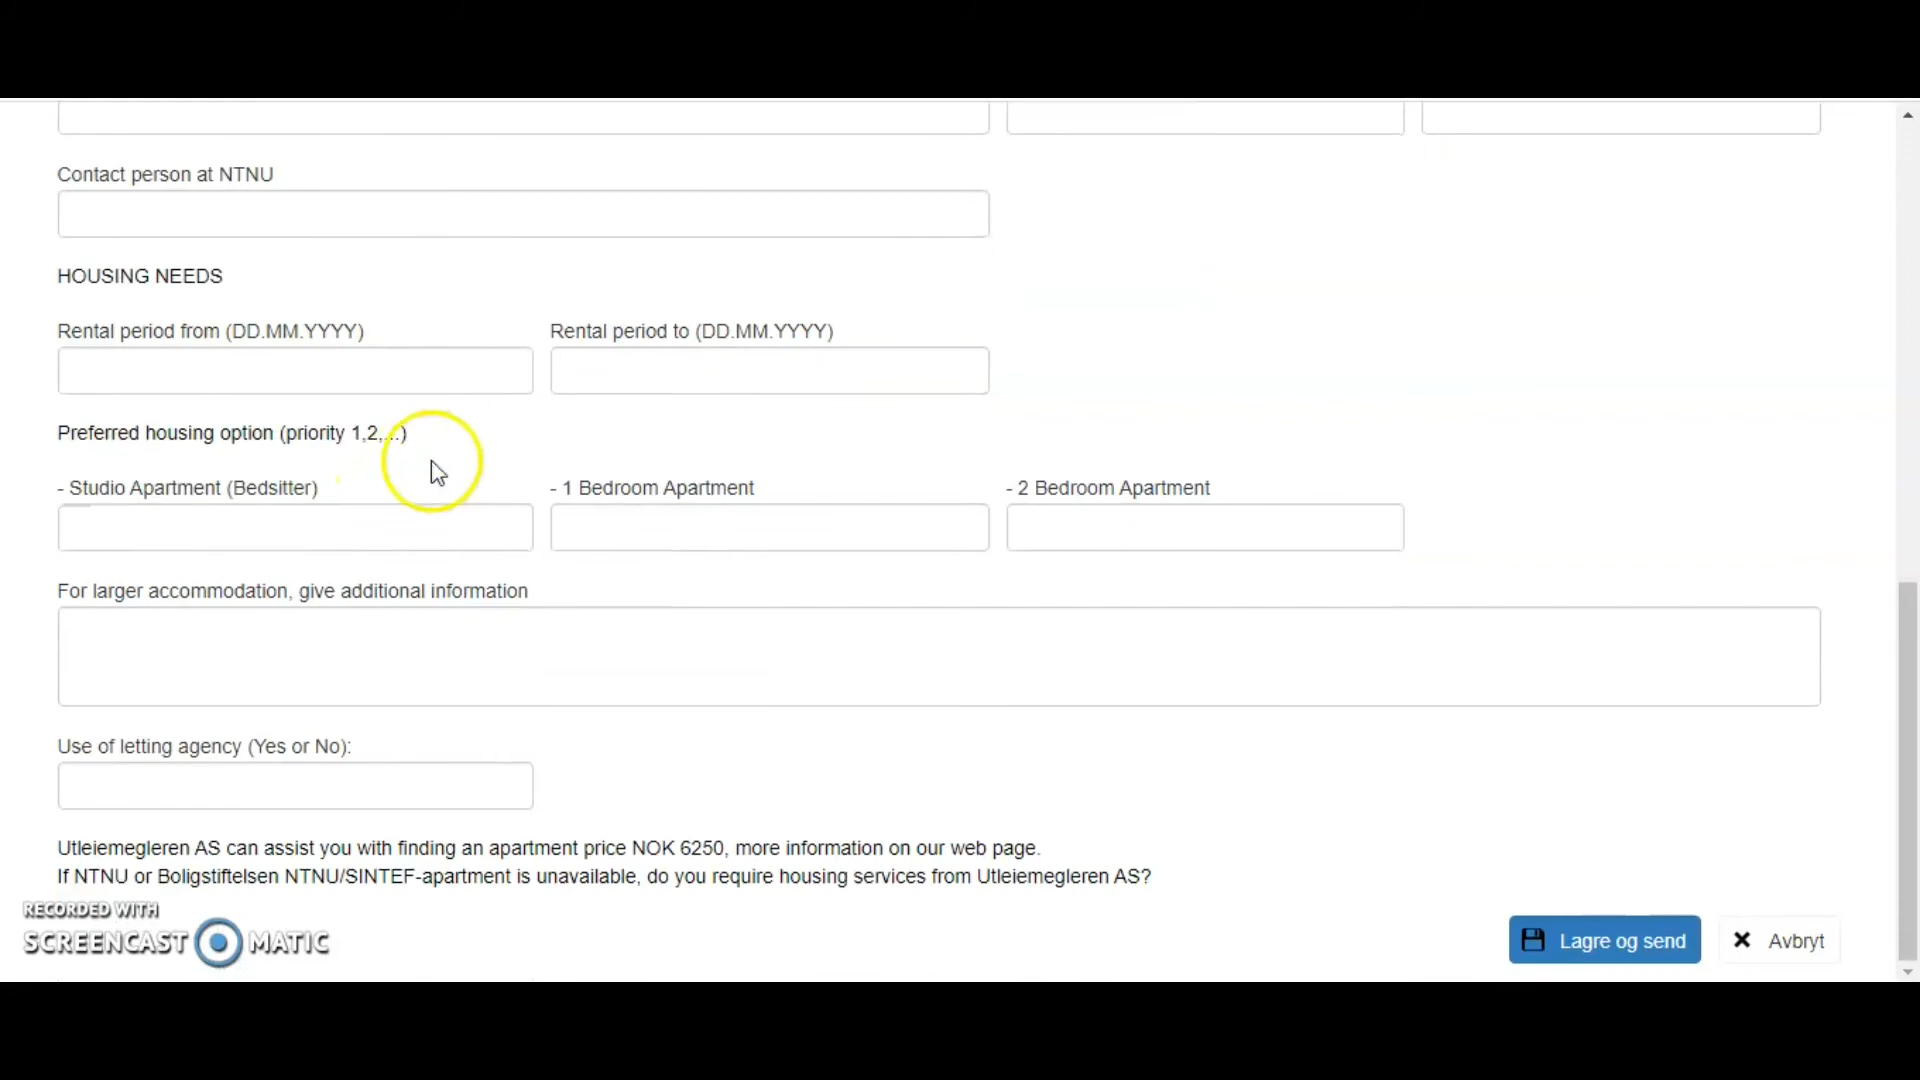 Contact person at NTNU
HOUSING NEEDS
Rental period from (DD.MM.YYYY) Rental period to (DD.MM.YYYY)
Preferred housing option (priority 1,2,...)
- Studio Apartment (Bedsitter) - 1 Bedroom Apartment - 2 Bedroom Apartment
For larger accommodation, give additional information
Use of letting agency (Yes or No):
Utleiemegleren AS can assist you with finding an apartment price NOK 6250, more information on our web page.
If NTNU or Boligstiftelsen NTNU/SINTEF-apartment is unavailable, do you require housing services from Utleiemegleren AS?
RECORDED WITH
SCREENCAST MATIC
Lagre og send Avbryt